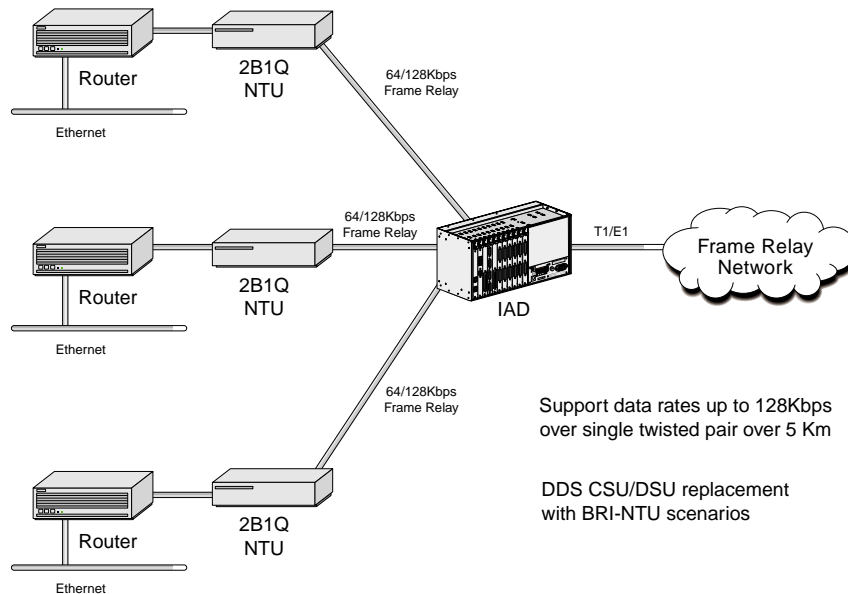 Router
2B1Q
NTU
Ethernet
64/128Kbps
Frame Relay
Router
2B1Q
NTU
Ethernet
64/128Kbps
Frame Relay
IAD
T1/E1
Frame Relay
Network
64/128Kbps
Frame Relay
Router
2B1Q
NTU
Ethernet
Support data rates up to 128Kbps
over single twisted pair over 5 Km
DDS CSU/DSU replacement
with BRI-NTU scenarios